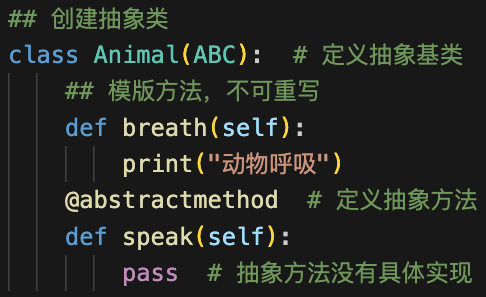 ## 创建抽象类
class Animal(ABC):  # 定义抽象基类
    ## 模版方法，不可重写
    def breath(self):
        print("动物呼吸")
    @abstractmethod  # 定义抽象方法
    def speak(self):
        pass  # 抽象方法没有具体实现